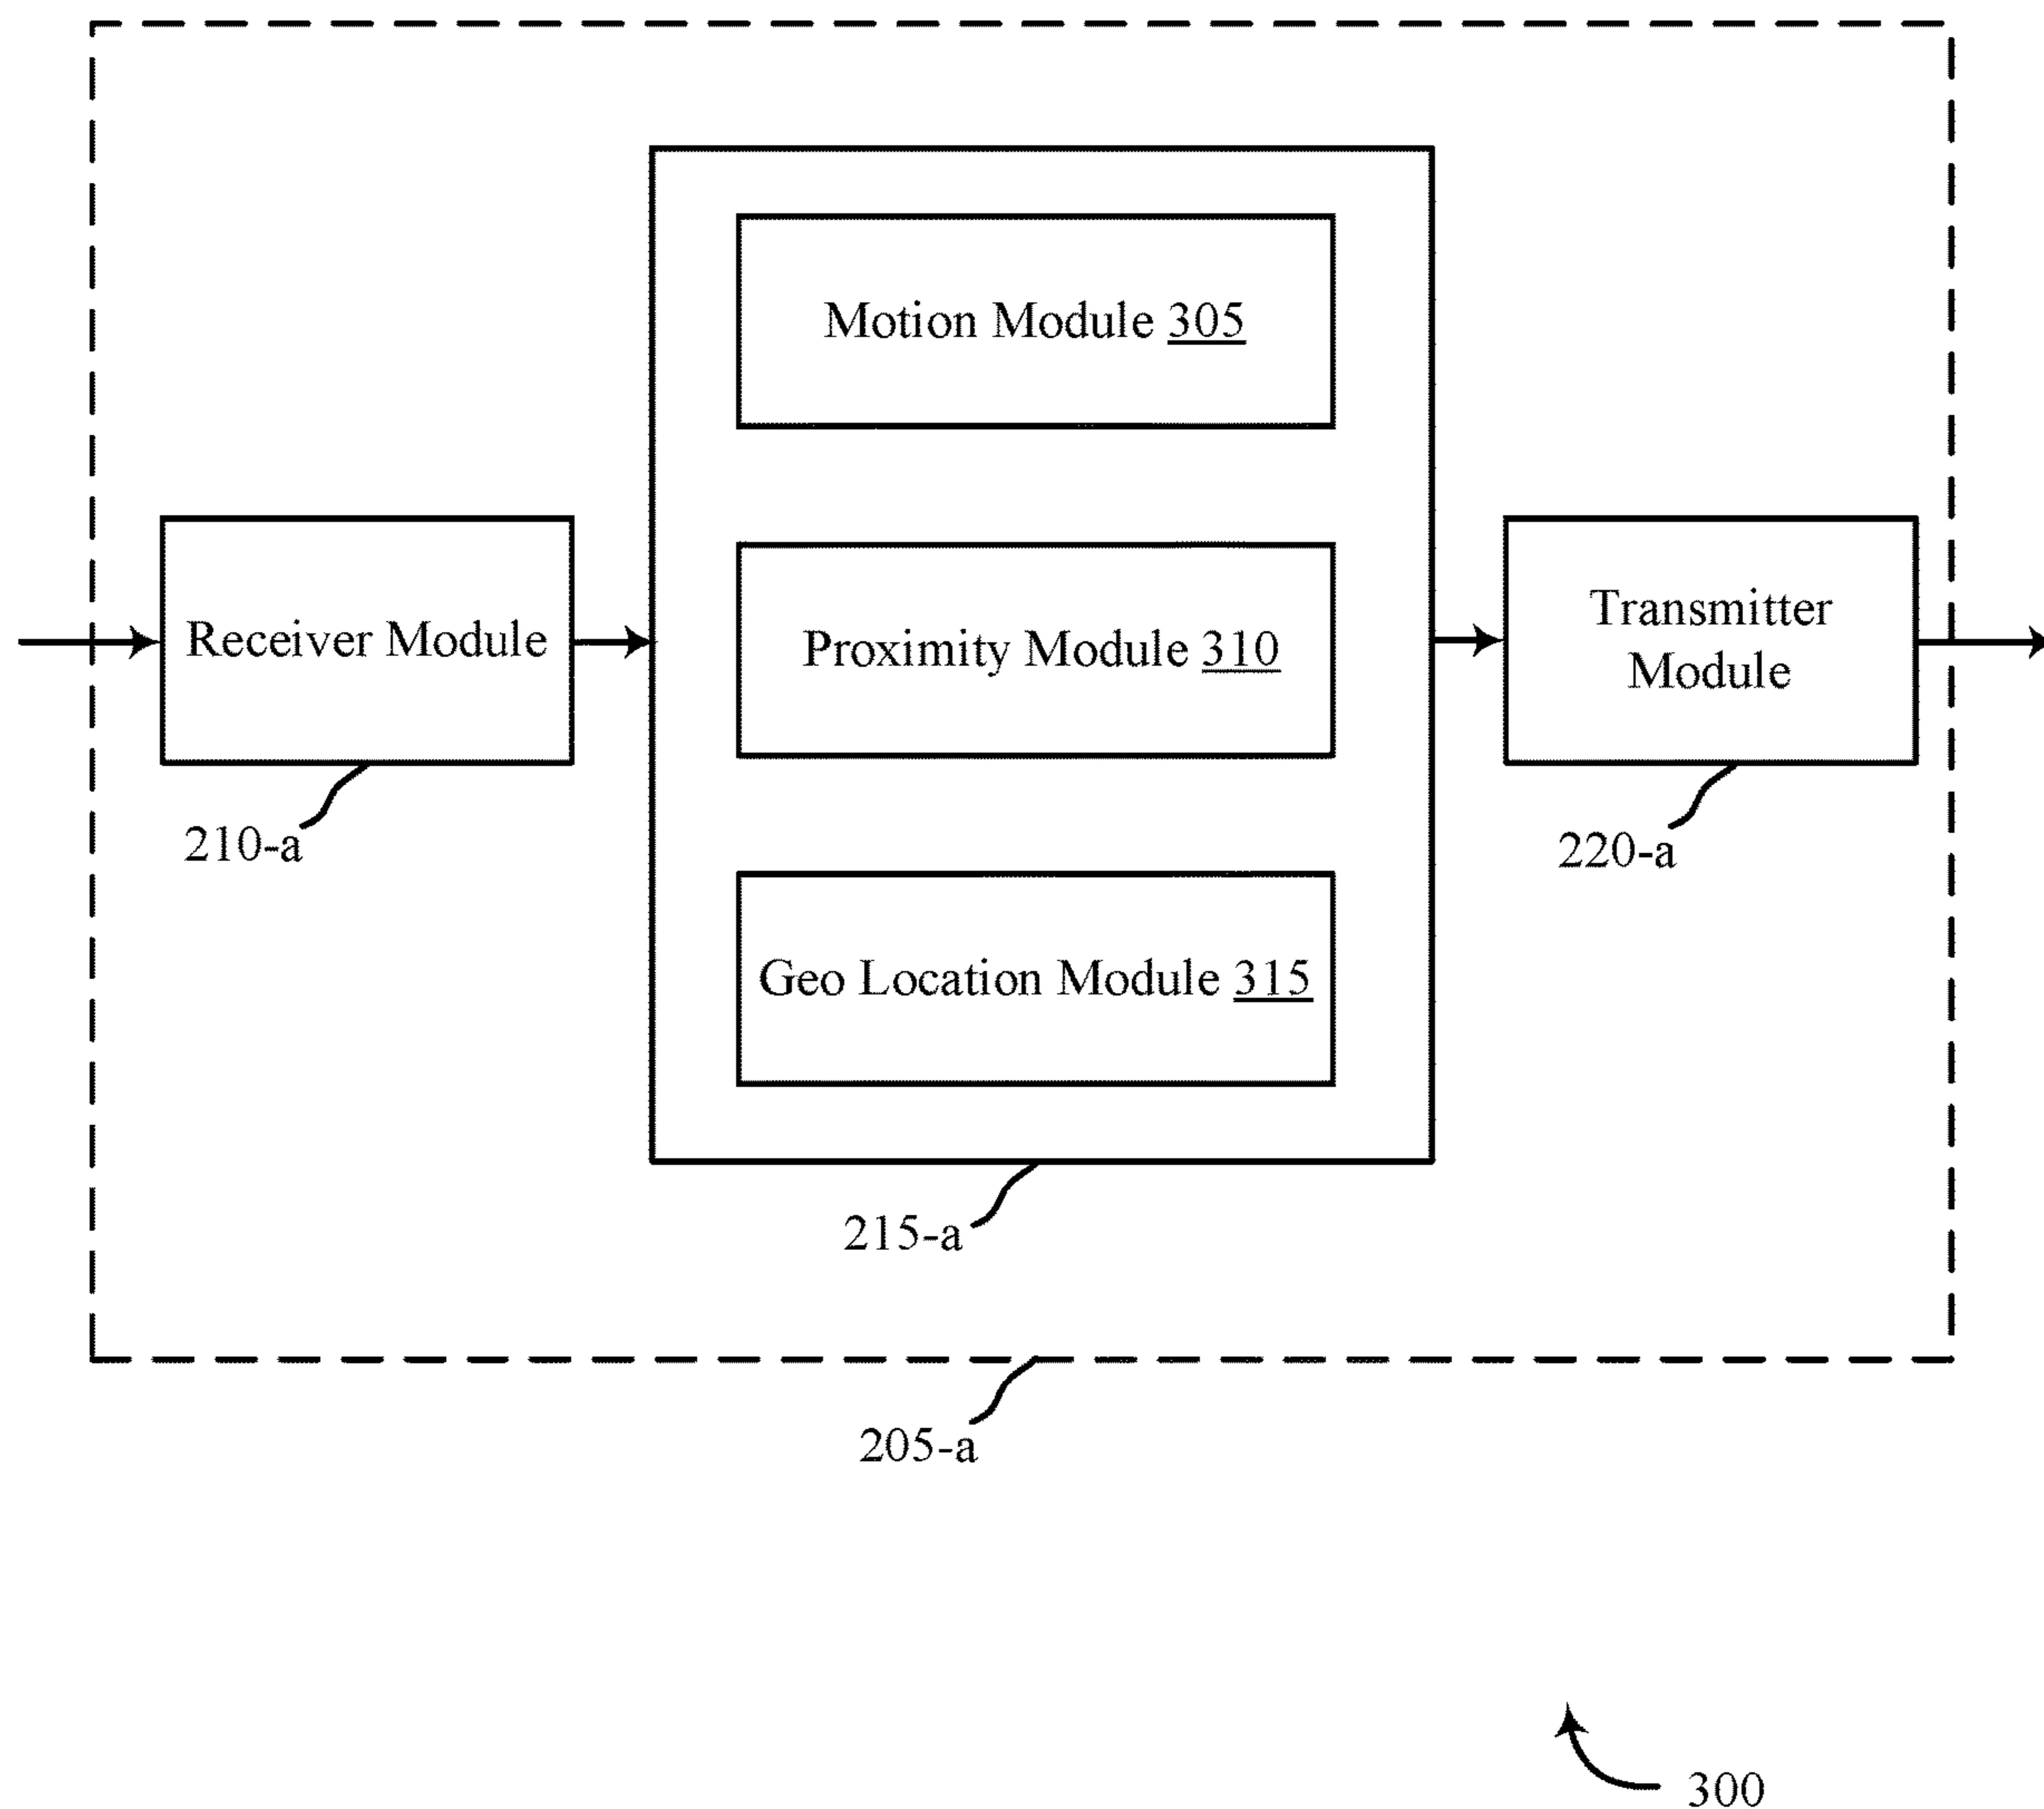 Motion Module 305
Receiver Module
Proximity Module 310
Transmitter
Module
210-a
220-a
Geo Location Module 315
215-a
205-a
300